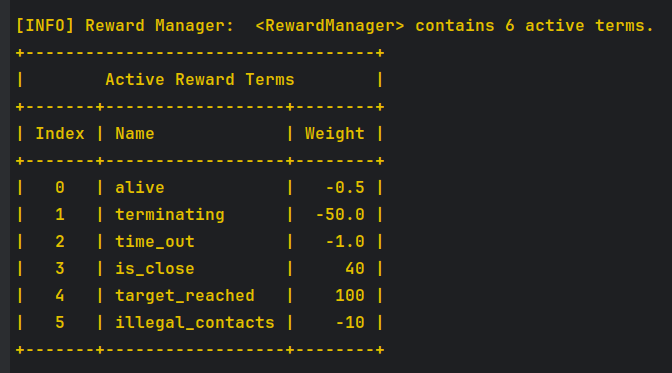 [INFO] Reward Manager:  <RewardManager> contains 6 active terms.
+-----------------------------------+
|        Active Reward Terms        |
+-------+------------------+--------+
| Index | Name             | Weight |
+-------+------------------+--------+
|   0   | alive            |   -0.5 |
|   1   | terminating      |  -50.0 |
|   2   | time_out         |   -1.0 |
|   3   | is_close         |     40 |
|   4   | target_reached   |    100 |
|   5   | illegal_contacts |    -10 |
+-------+------------------+--------+